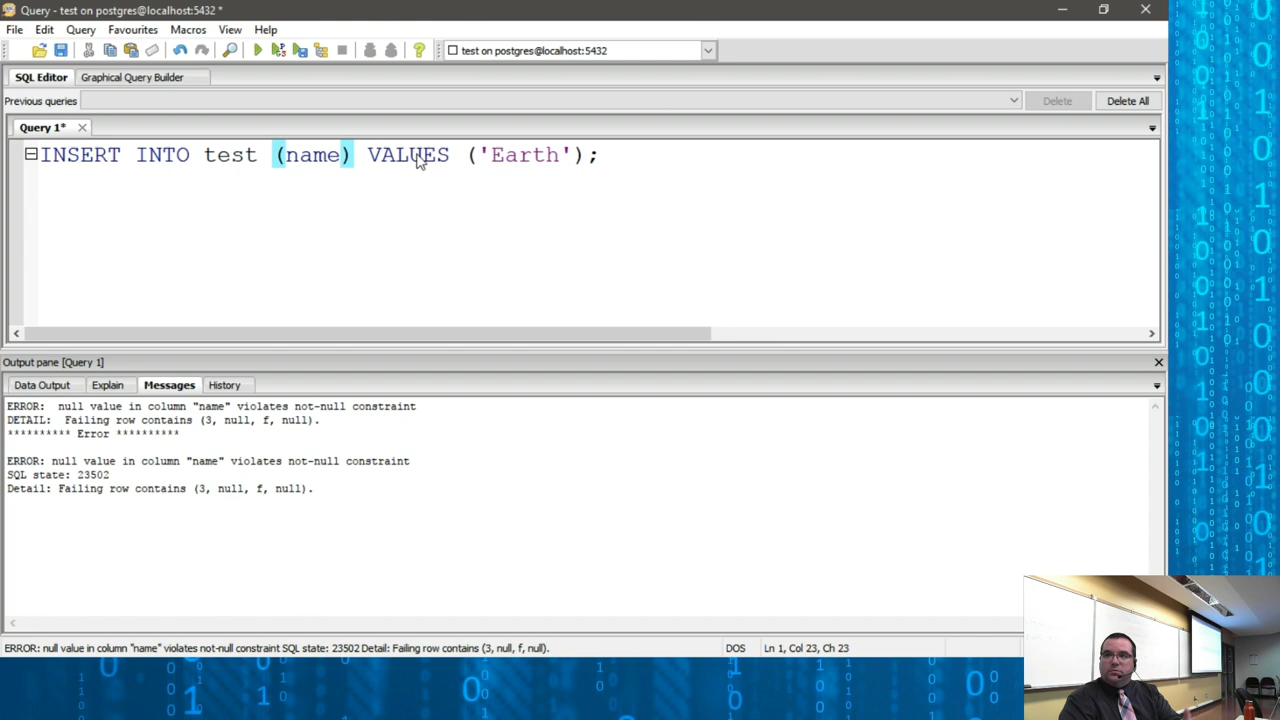 Query - test on postgres@localhost:5432 *
File Edit Query Favourites Macros View Help
test on postgres@localhost:5432
SQL Editor Graphical Query Builder
Previous queries Delete Delete All
Query 1*
INSERT INTO test (name) VALUES ('Earth');
Output pane [Query 1]
Data Output Explain Messages History
ERROR:  null value in column "name" violates not-null constraint
DETAIL:  Failing row contains (3, null, f, null).
********** Error **********
ERROR: null value in column "name" violates not-null constraint
SQL state: 23502
Detail: Failing row contains (3, null, f, null).
ERROR: null value in column "name" violates not-null constraint SQL state: 23502 Detail: Failing row contains (3, null, f, null). DOS Ln 1, Col 23, Ch 23